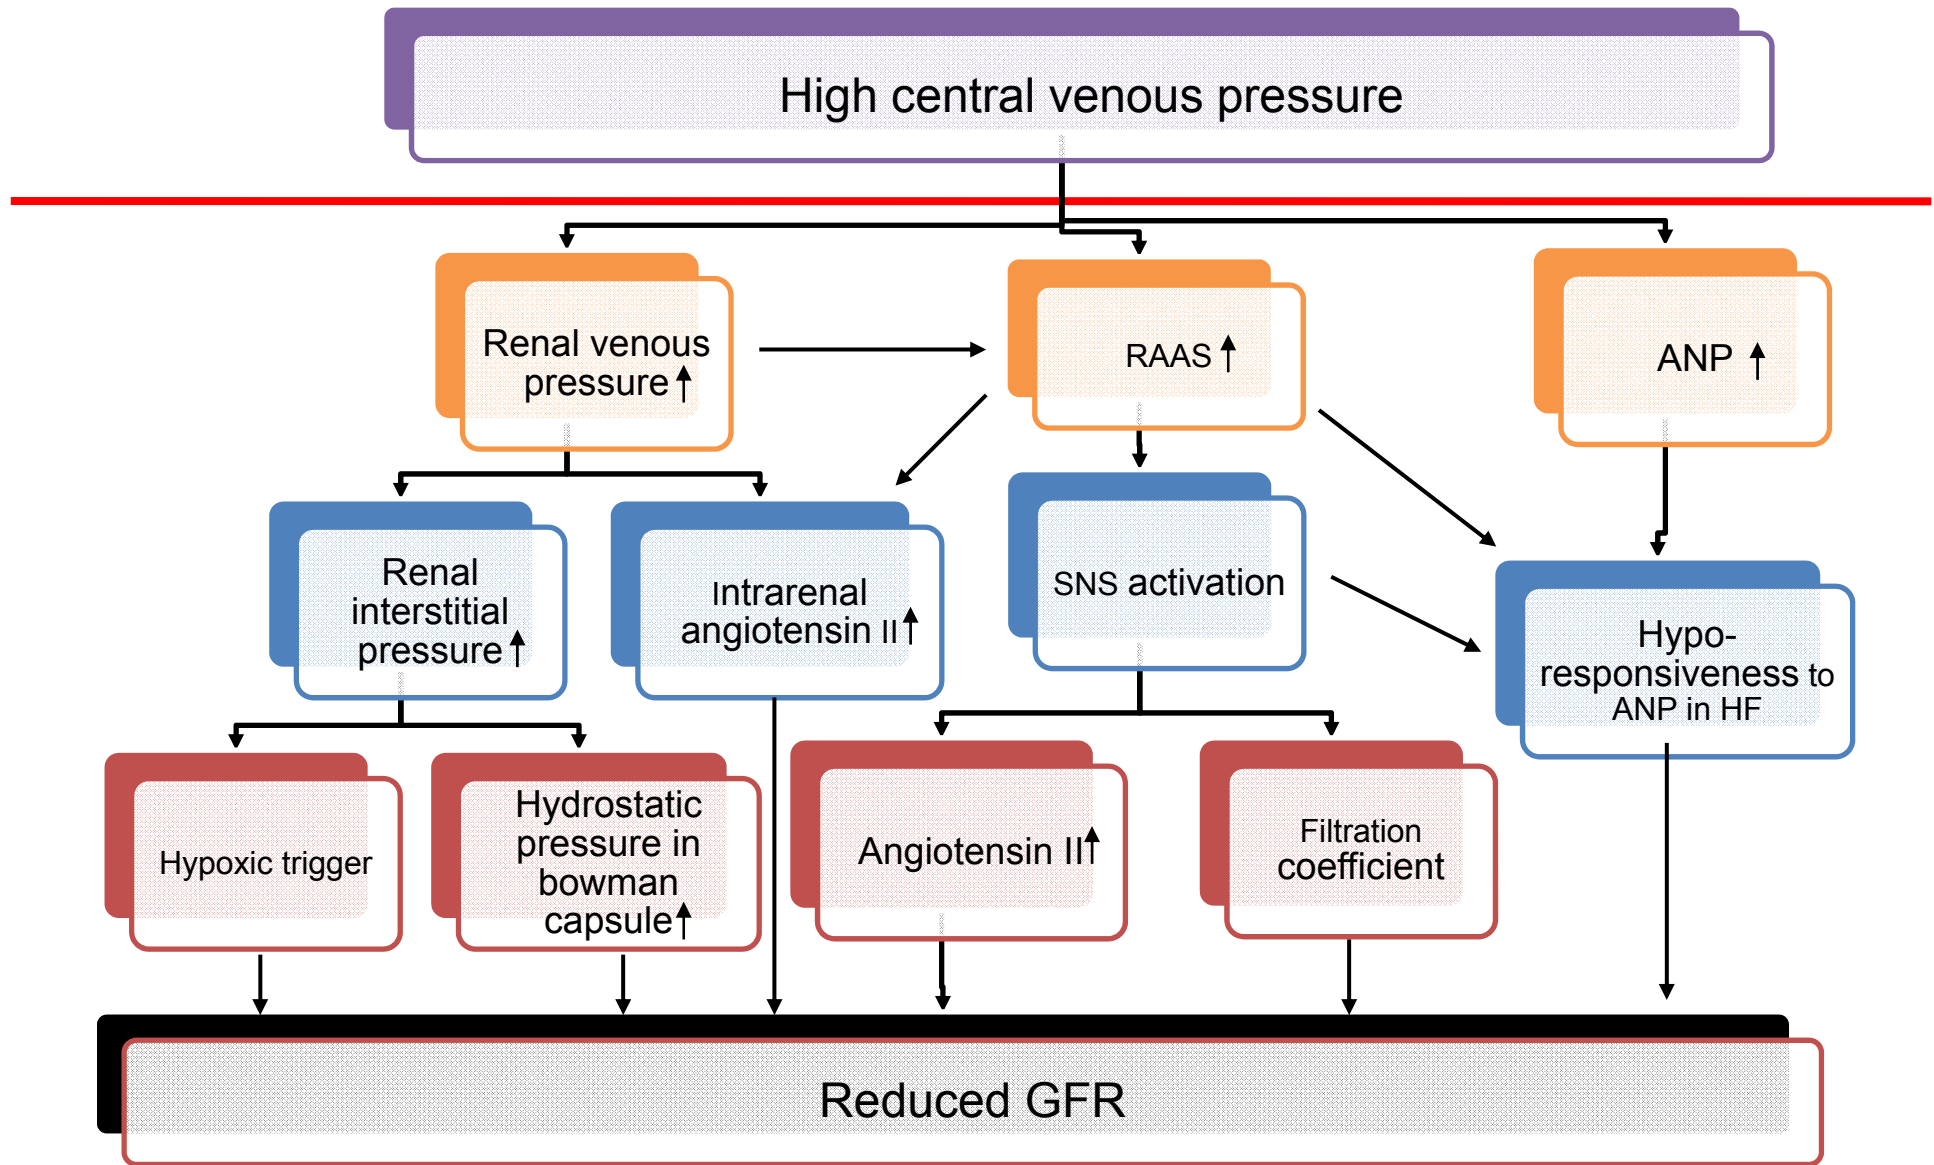 High central venous pressure
Renal venous
pressure
RAAS
ANP
Renal
interstitial
pressure
Intrarenal
angiotensin II
SNS activation
Hypo-
responsiveness to
ANP in HF
Hypoxic trigger
Hydrostatic
pressure in
bowman
capsule
Angiotensin II
Filtration
coefficient
Reduced GFR